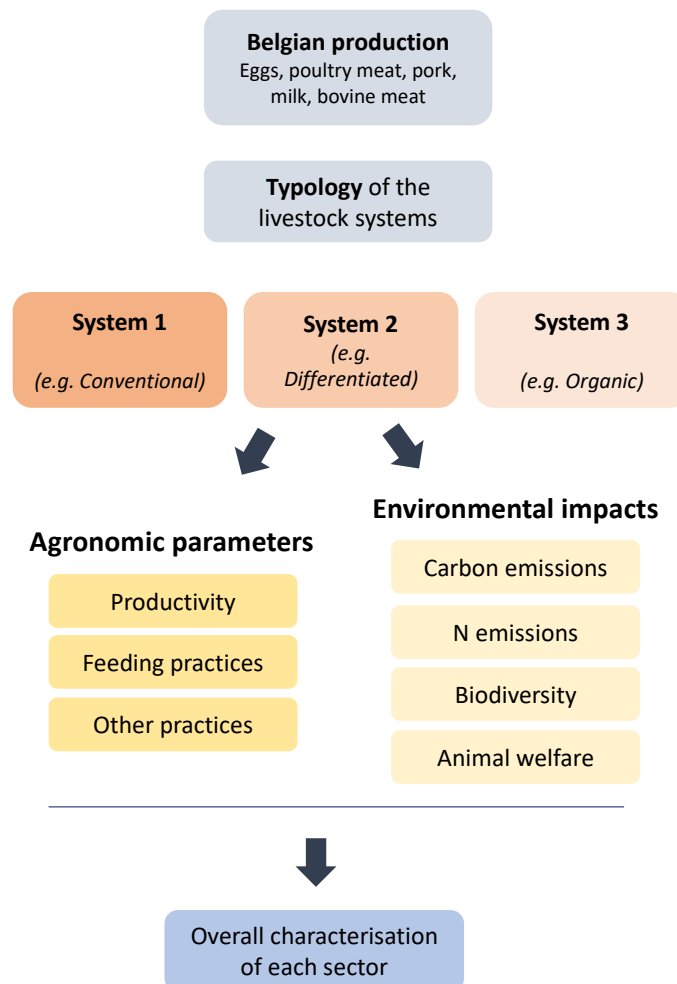 Belgian production
Eggs, poultry meat, pork,
milk, bovine meat
Typology of the
livestock systems
System 1
(e.g. Conventional)
System 2
(e.g.
Differentiated)
System 3
(e.g. Organic)
Agronomic parameters
Productivity
Feeding practices
Other practices
Environmental impacts
Carbon emissions
N emissions
Biodiversity
Animal welfare
Overall characterisation
of each sector